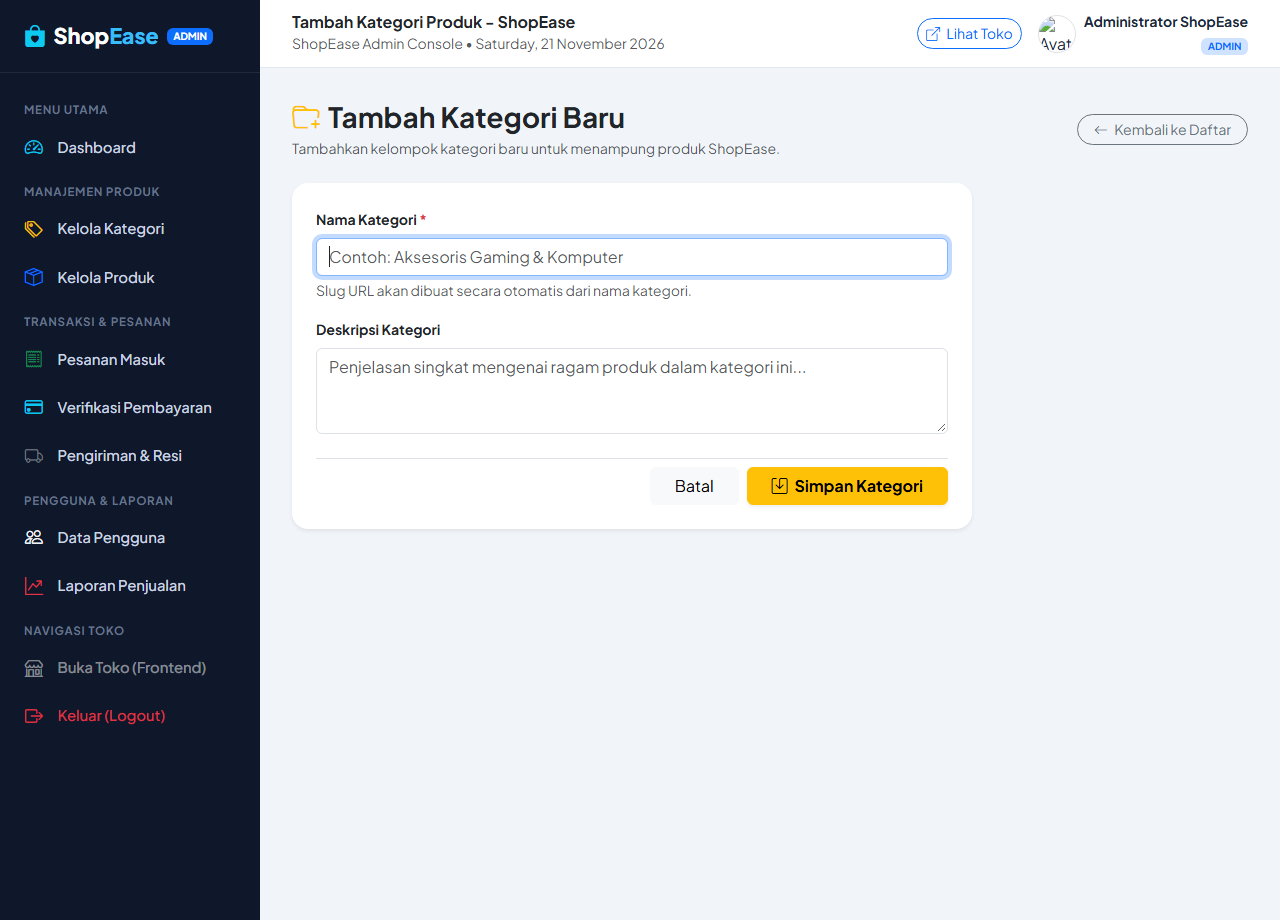 ShopEase ADMIN
MENU UTAMA
Dashboard
MANAJEMEN PRODUK
Kelola Kategori
Kelola Produk
TRANSAKSI & PESANAN
Pesanan Masuk
Verifikasi Pembayaran
Pengiriman & Resi
PENGGUNA & LAPORAN
Data Pengguna
Laporan Penjualan
NAVIGASI TOKO
Buka Toko (Frontend)
Keluar (Logout)
Tambah Kategori Produk - ShopEase
ShopEase Admin Console • Saturday, 21 November 2026
Lihat Toko
Avat
Administrator ShopEase
ADMIN
Tambah Kategori Baru
Tambahkan kelompok kategori baru untuk menampung produk ShopEase.
← Kembali ke Daftar
Nama Kategori *
Contoh: Aksesoris Gaming & Komputer
Slug URL akan dibuat secara otomatis dari nama kategori.
Deskripsi Kategori
Penjelasan singkat mengenai ragam produk dalam kategori ini...
Batal
Simpan Kategori